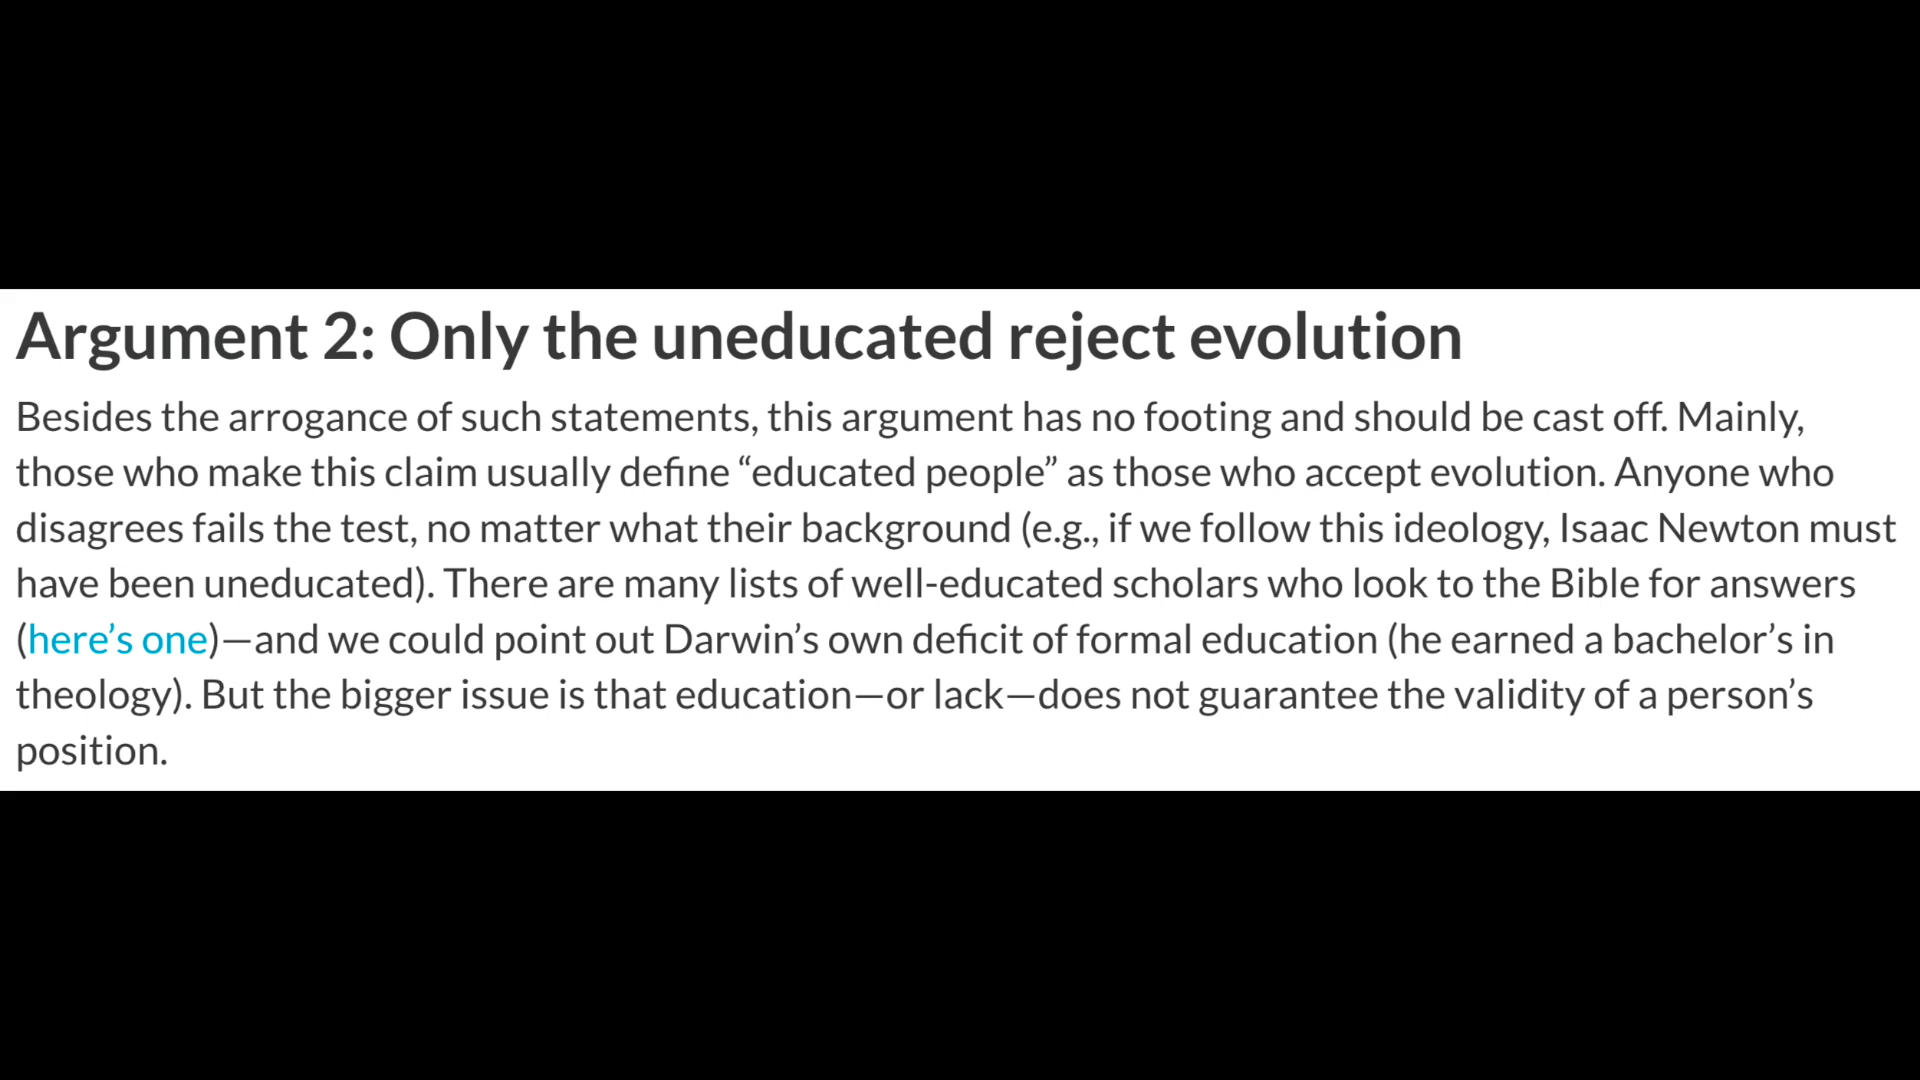 Argument 2: Only the uneducated reject evolution
Besides the arrogance of such statements, this argument has no footing and should be cast off. Mainly,
those who make this claim usually define “educated people” as those who accept evolution. Anyone who
disagrees fails the test, no matter what their background (e.g., if we follow this ideology, Isaac Newton must
have been uneducated). There are many lists of well-educated scholars who look to the Bible for answers
(here’s one)—and we could point out Darwin’s own deficit of formal education (he earned a bachelor’s in
theology). But the bigger issue is that education—or lack—does not guarantee the validity of a person’s
position.